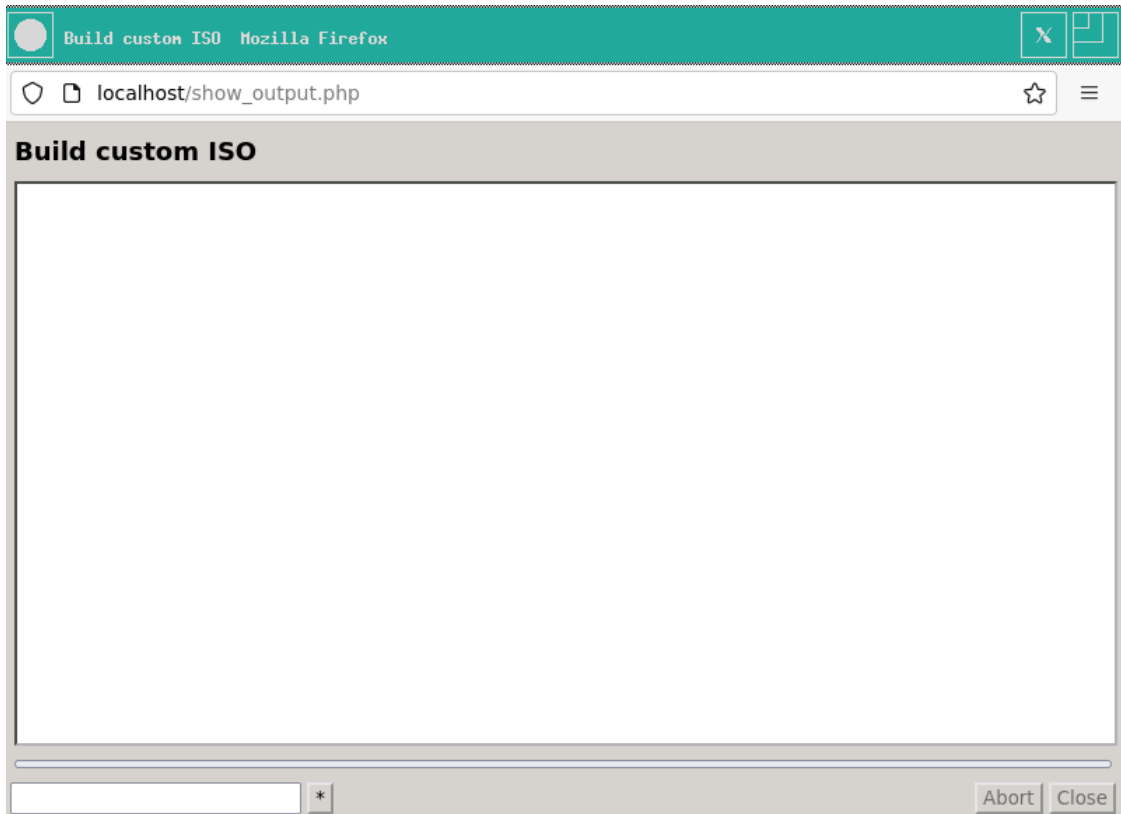 Build custom ISO Mozilla Firefox
X
localhost/show_output.php
Build custom ISO
*
Abort
Close